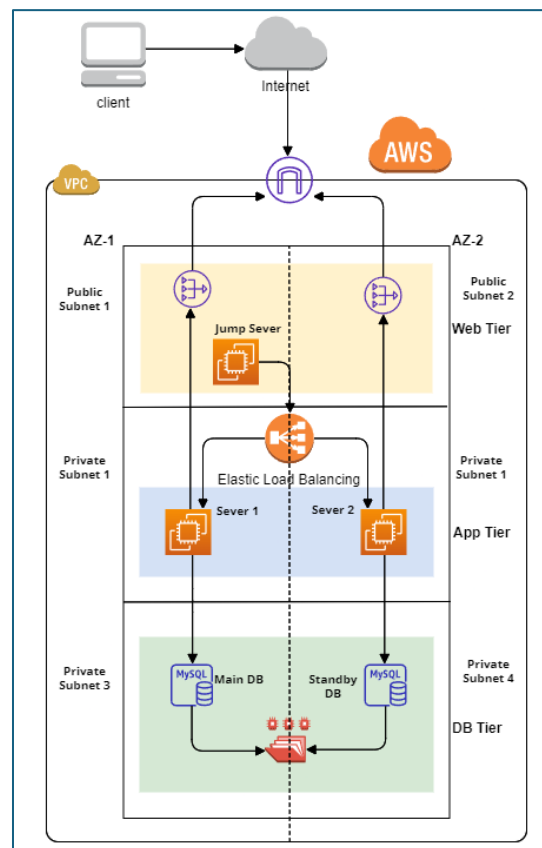 client
Internet
AWS
VPC
AZ-1
AZ-2
Public
Subnet 1
Public
Subnet 2
Web Tier
Jump Sever
Private
Subnet 1
Private
Subnet 1
Elastic Load Balancing
Sever 1
Sever 2
App Tier
Private
Subnet 3
MySQL
Main DB
Standby
DB
MySQL
Private
Subnet 4
DB Tier